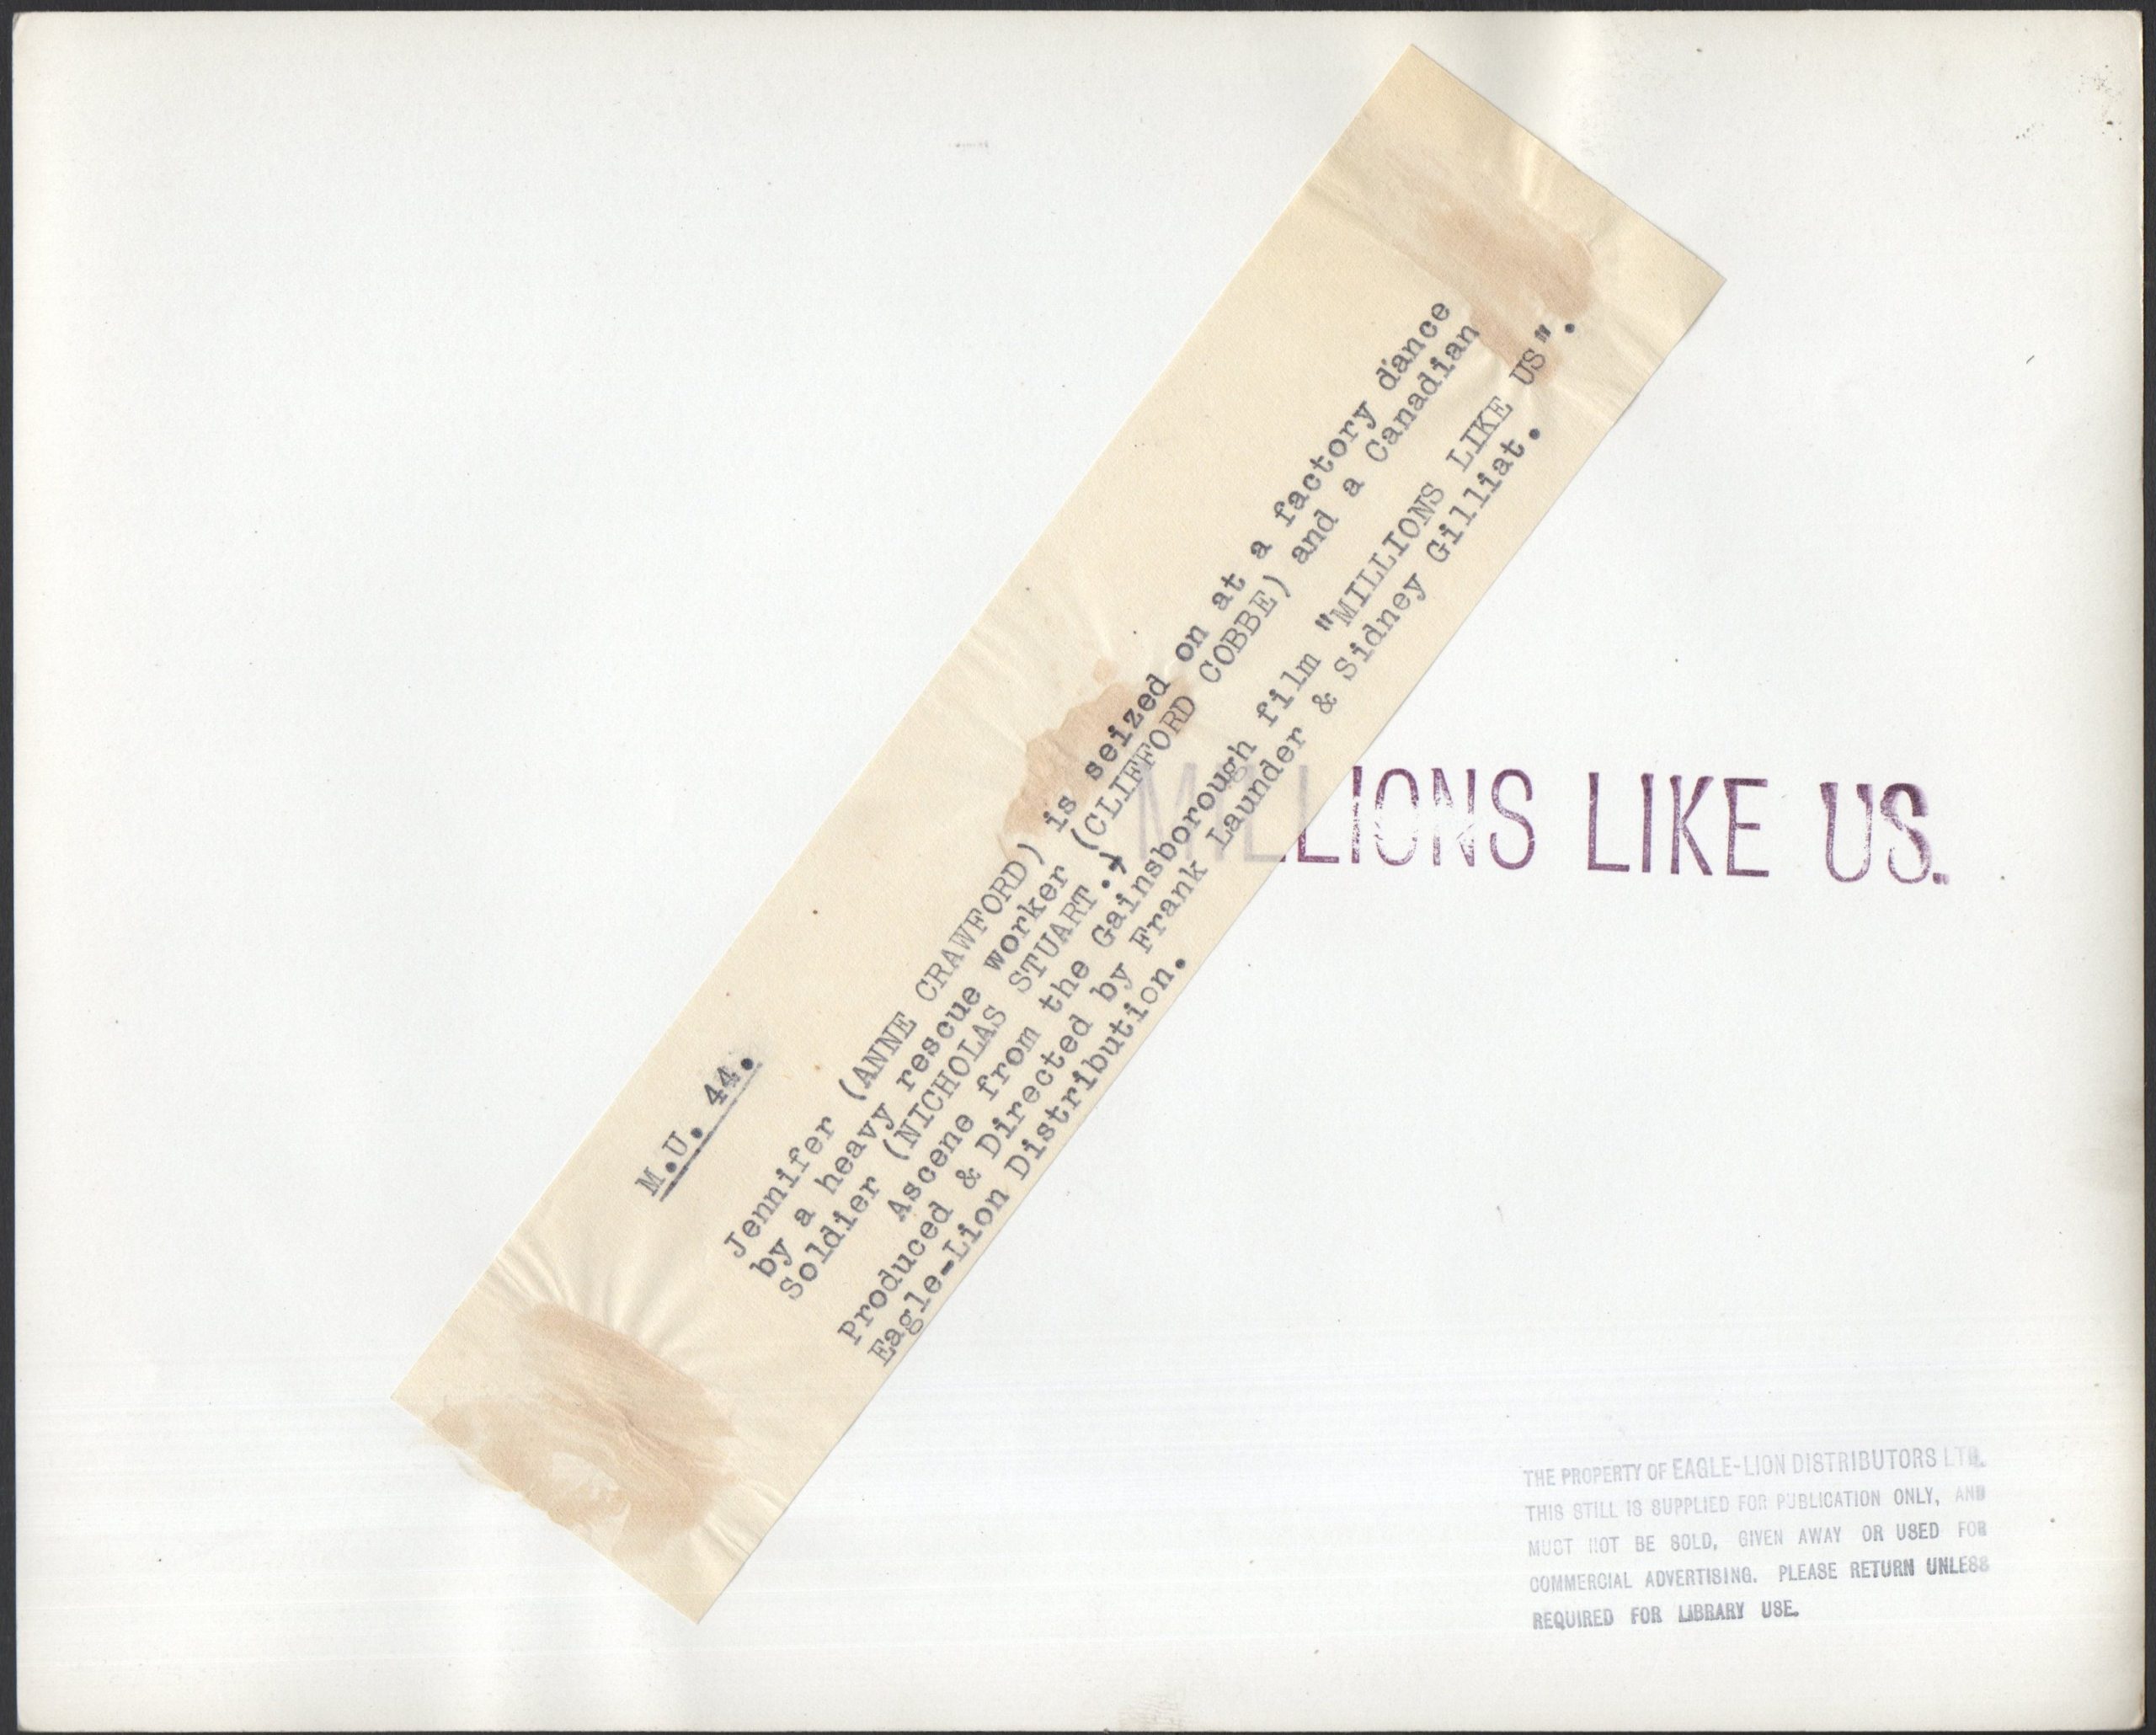 M.U. 44.
Jennifer (ANNE CRAWFORD) is seized on at a factory dance
by a heavy rescue worker (CLIFFORD COBBE) and a Canadian
Soldier (NICHOLAS STUART.)
Ascene from the Gainsborough film "MILLIONS LIKE US".
Produced & Directed by Frank Launder & Sidney Gilliat.
Eagle-Lion Distribution.
MILLIONS LIKE US.
THE PROPERTY OF EAGLE-LION DISTRIBUTORS LTD.
THIS STILL IS SUPPLIED FOR PUBLICATION ONLY, AND
MUST NOT BE SOLD, GIVEN AWAY OR USED FOR
COMMERCIAL ADVERTISING. PLEASE RETURN UNLESS
REQUIRED FOR LIBRARY USE.